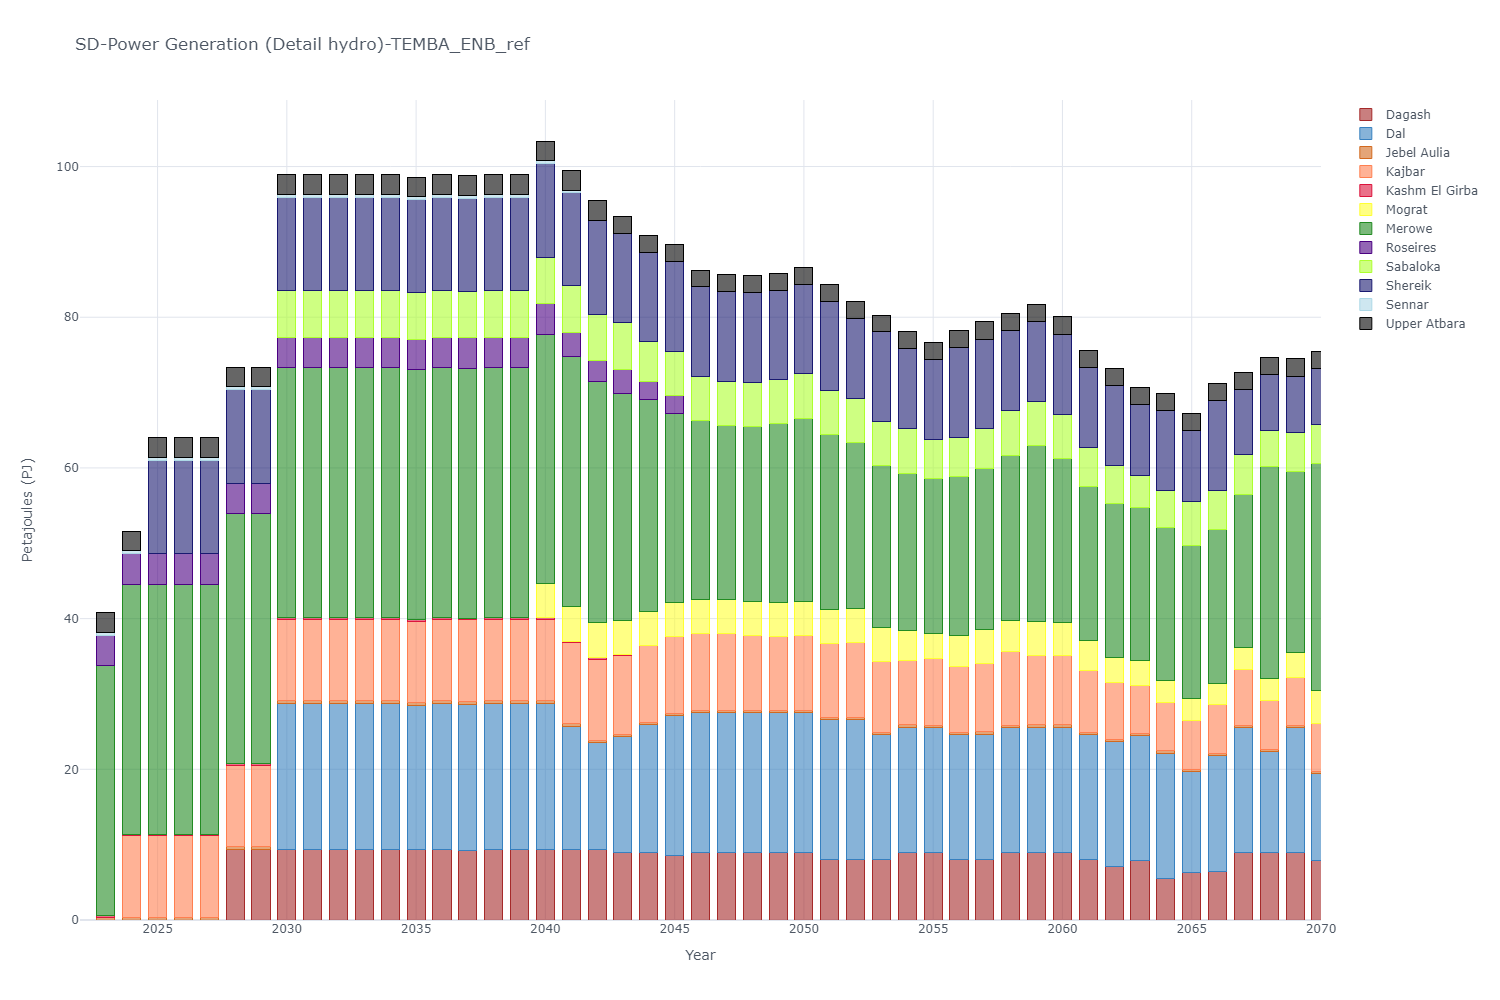 SD-Power Generation (Detail hydro)-TEMBA_ENB_ref
Dagash
Dal
Jebel Aulia
Kajbar
Kashm El Girba
Mograt
Merowe
Roseires
Sabaloka
Shereik
Sennar
Upper Atbara
100
80
60
40
20
0
Petajoules (PJ)
2025 2030 2035 2040 2045 2050 2055 2060 2065 2070
Year